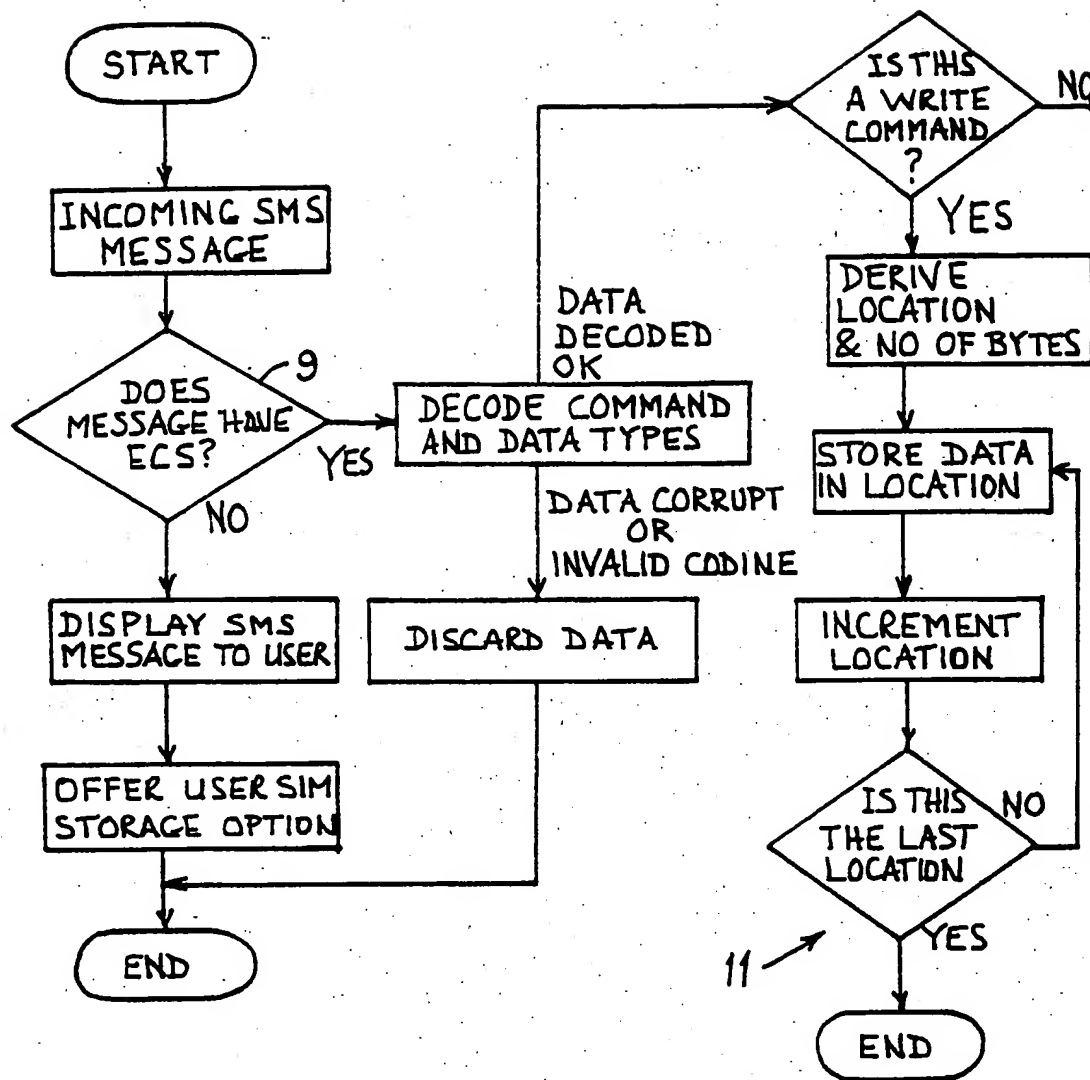 START
INCOMING SMS
MESSAGE
9
DOES
MESSAGE HAVE
ECS?
YES
NO
DISPLAY SMS
MESSAGE TO USER
OFFER USER SIM
STORAGE OPTION
END
DATA
DECODED
OK
DECODE COMMAND
AND DATA TYPES
DATA CORRUPT
OR
INVALID CODINE
DISCARD DATA
IS THIS
A WRITE
COMMAND
?
NO
YES
DERIVE
LOCATION
& NO OF BYTES
STORE DATA
IN LOCATION
INCREMENT
LOCATION
IS THIS
THE LAST
LOCATION
NO
YES
11
END